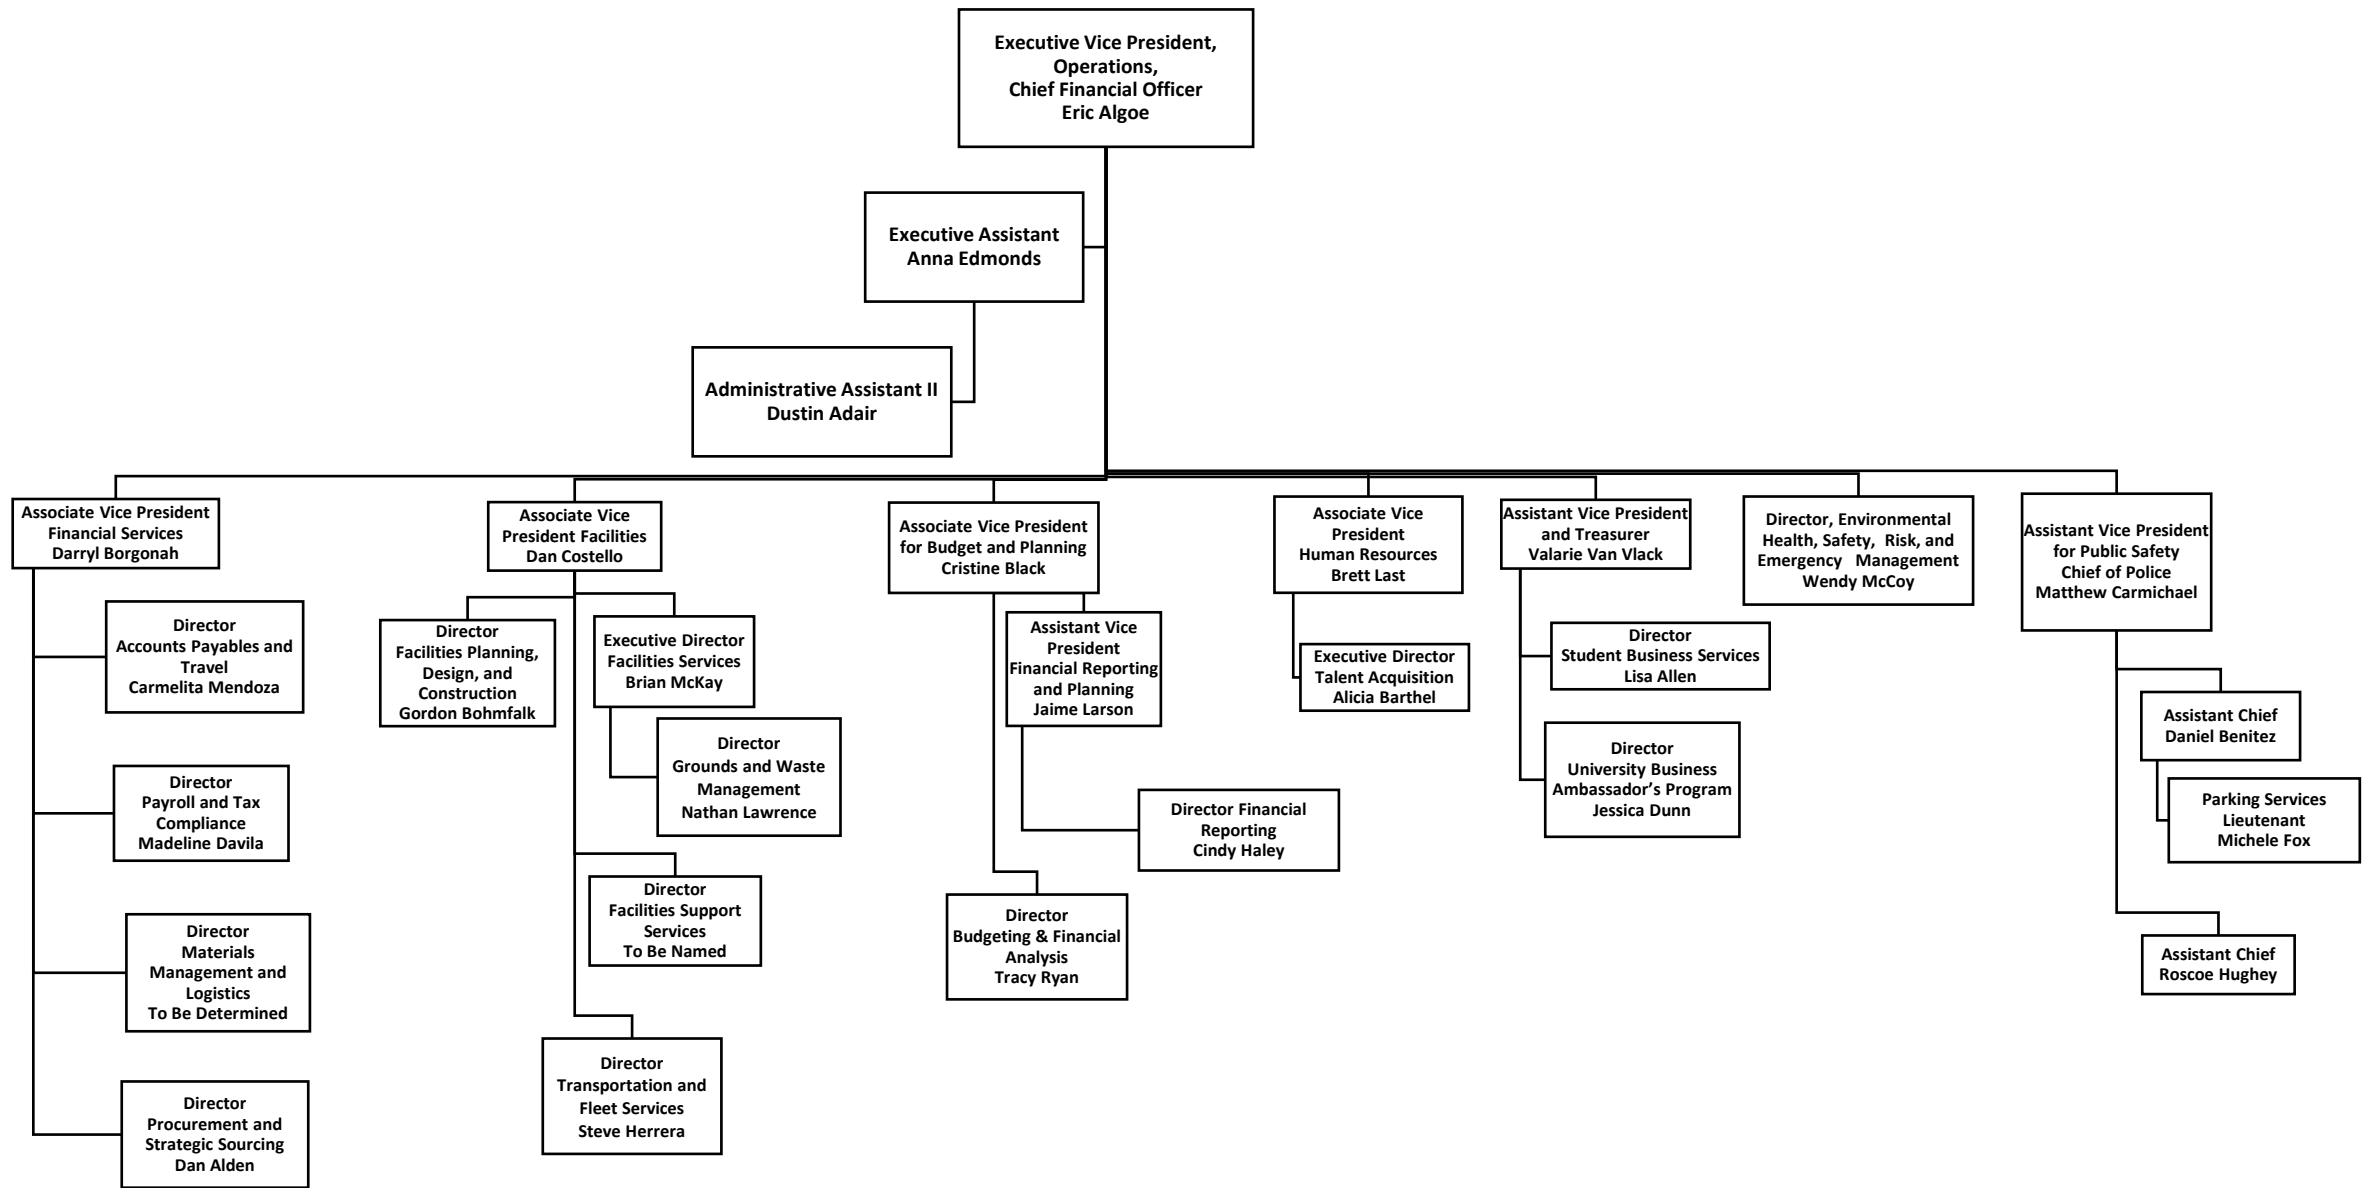 Executive Vice President,
Operations,
Chief Financial Officer
Eric Algoe
Executive Assistant
Anna Edmonds
Administrative Assistant II
Dustin Adair
Associate Vice President
Financial Services
Darryl Borgonah
Director
Accounts Payables and
Travel
Carmelita Mendoza
Director
Payroll and Tax
Compliance
Madeline Davila
Director
Materials
Management and
Logistics
To Be Determined
Director
Procurement and
Strategic Sourcing
Dan Alden
Associate Vice
President Facilities
Dan Costello
Director
Facilities Planning,
Design, and
Construction
Gordon Bohmfalk
Executive Director
Facilities Services
Brian McKay
Director
Grounds and Waste
Management
Nathan Lawrence
Director
Facilities Support
Services
To Be Named
Director
Transportation and
Fleet Services
Steve Herrera
Associate Vice President
for Budget and Planning
Cristine Black
Assistant Vice
President
Financial Reporting
and Planning
Jaime Larson
Director Financial
Reporting
Cindy Haley
Director
Budgeting & Financial
Analysis
Tracy Ryan
Associate Vice
President
Human Resources
Brett Last
Executive Director
Talent Acquisition
Alicia Barthel
Assistant Vice President
and Treasurer
Valarie Van Vlack
Director
Student Business Services
Lisa Allen
Director
University Business
Ambassador’s Program
Jessica Dunn
Director, Environmental
Health, Safety, Risk, and
Emergency Management
Wendy McCoy
Assistant Vice President
for Public Safety
Chief of Police
Matthew Carmichael
Assistant Chief
Daniel Benitez
Parking Services
Lieutenant
Michele Fox
Assistant Chief
Roscoe Hughey